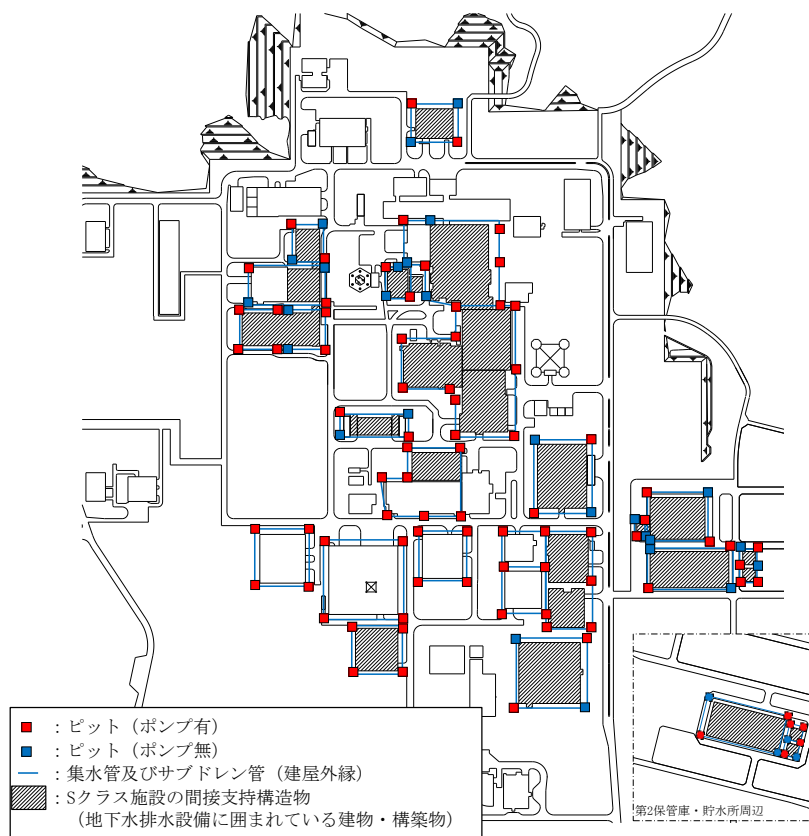 ：ピット（ポンプ有）
：ピット（ポンプ無）
：集水管及びサブドレン管（建屋外縁）
：Sクラス施設の間接支持構造物
（地下水排水設備に囲まれている建物・構築物）
第2保管庫・貯水所周辺